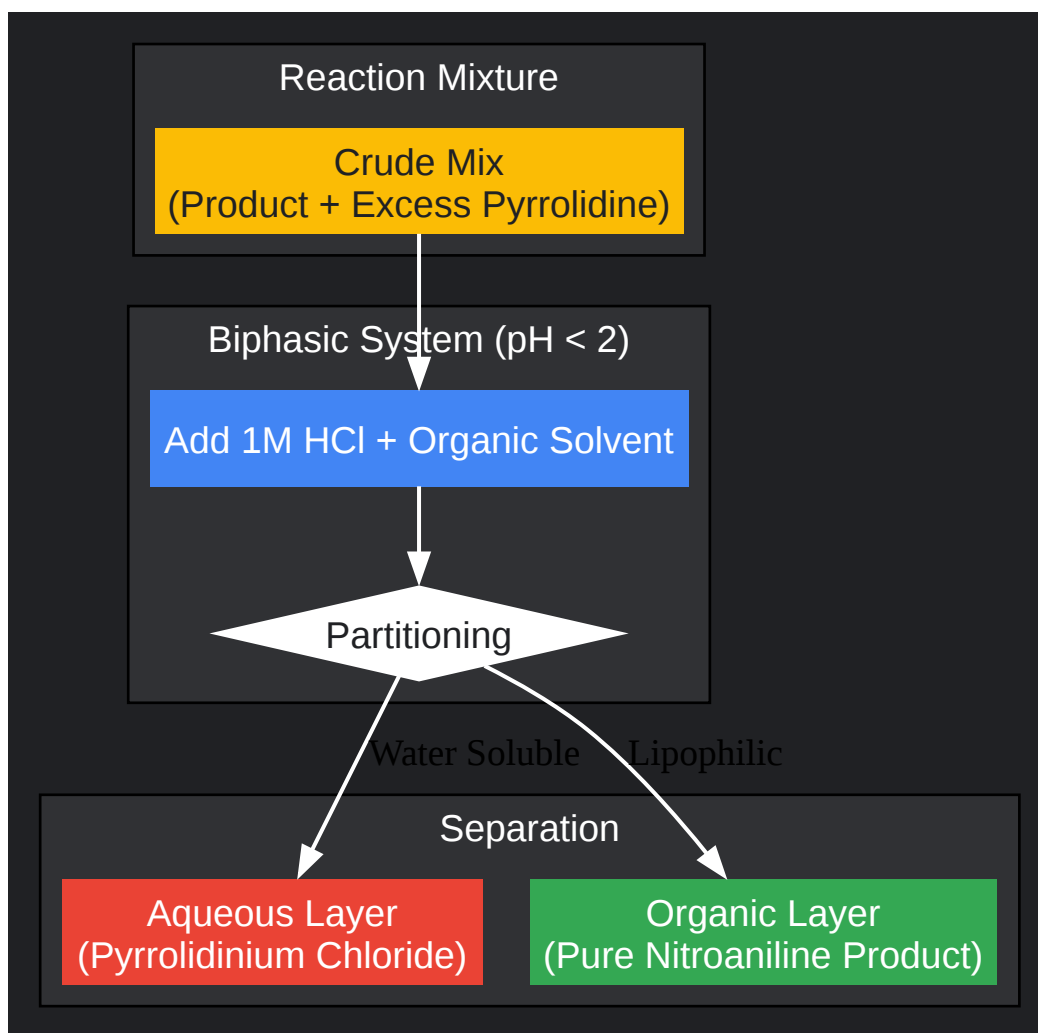 Reaction Mixture
Crude Mix
(Product + Excess Pyrrolidine)
Biphasic System (pH < 2)
Add 1M HCl + Organic Solvent
Partitioning
Water Soluble
Lipophilic
Separation
Aqueous Layer
(Pyrrolidinium Chloride)
Organic Layer
(Pure Nitroaniline Product)